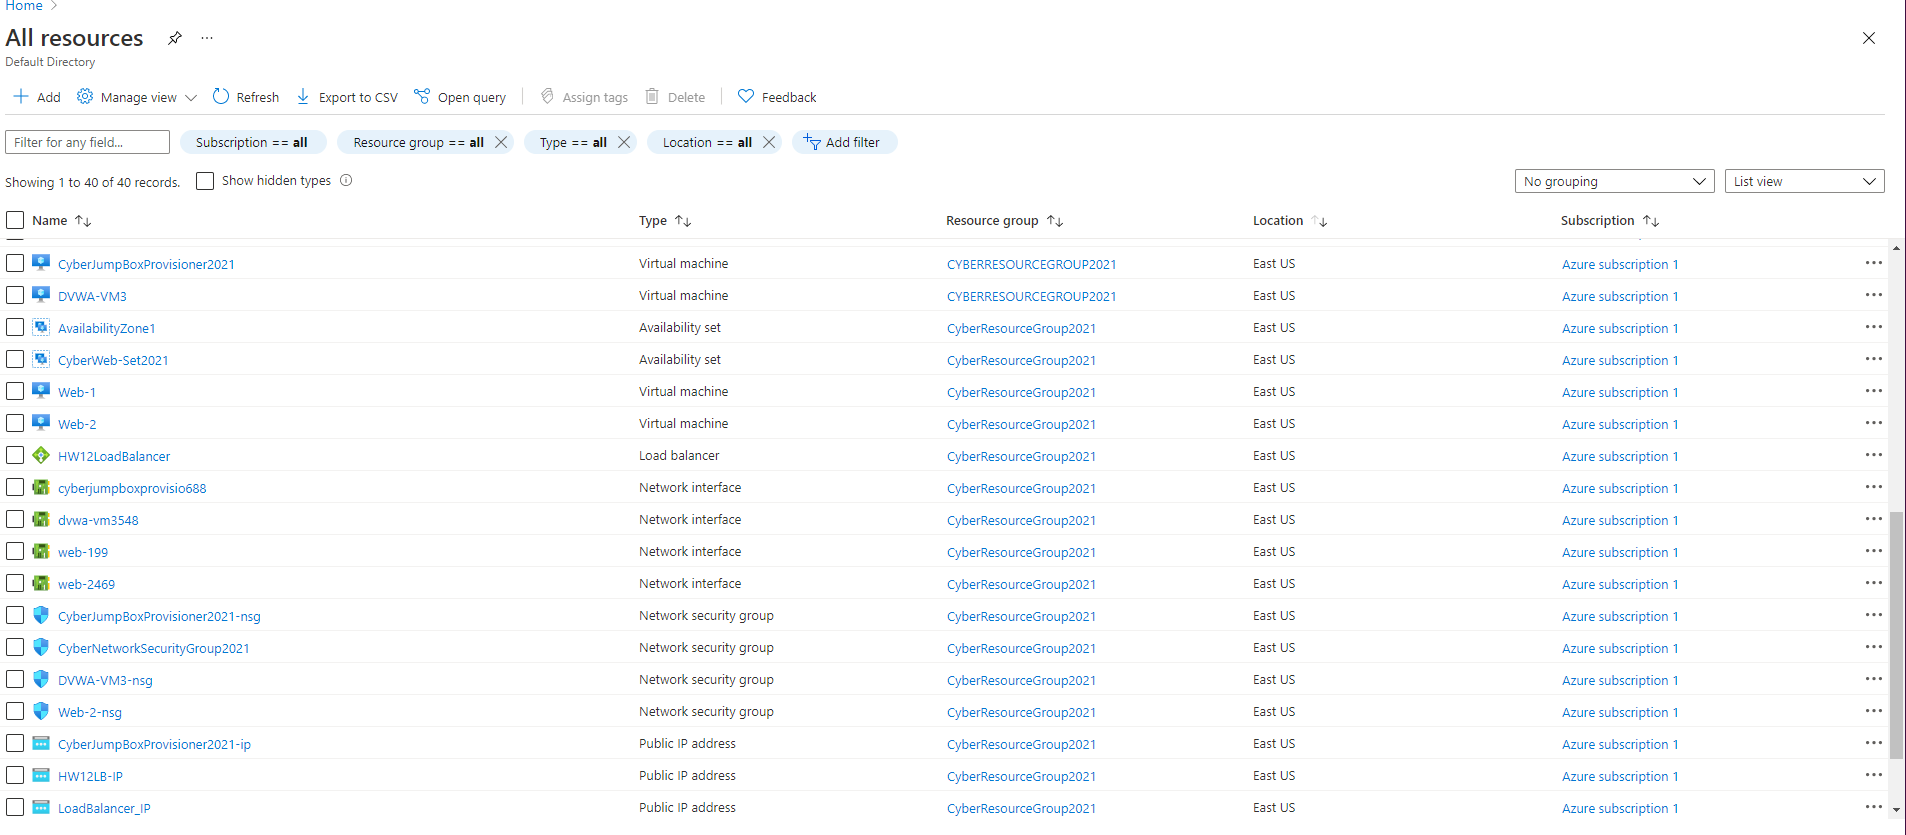 Home >
All resources ...
Default Directory
Add Manage view Refresh Export to CSV Open query Assign tags Delete Feedback
Filter for any field... Subscription == all Resource group == all Type == all Location == all Add filter
Showing 1 to 40 of 40 records. Show hidden types No grouping List view
Name Type Resource group Location Subscription
CyberJumpBoxProvisioner2021 Virtual machine CYBERRESOURCEGROUP2021 East US Azure subscription 1 ...
DVWA-VM3 Virtual machine CYBERRESOURCEGROUP2021 East US Azure subscription 1 ...
AvailabilityZone1 Availability set CyberResourceGroup2021 East US Azure subscription 1 ...
CyberWeb-Set2021 Availability set CyberResourceGroup2021 East US Azure subscription 1 ...
Web-1 Virtual machine CyberResourceGroup2021 East US Azure subscription 1 ...
Web-2 Virtual machine CyberResourceGroup2021 East US Azure subscription 1 ...
HW12LoadBalancer Load balancer CyberResourceGroup2021 East US Azure subscription 1 ...
cyberjumpboxprovisio688 Network interface CyberResourceGroup2021 East US Azure subscription 1 ...
dvwa-vm3548 Network interface CyberResourceGroup2021 East US Azure subscription 1 ...
web-199 Network interface CyberResourceGroup2021 East US Azure subscription 1 ...
web-2469 Network interface CyberResourceGroup2021 East US Azure subscription 1 ...
CyberJumpBoxProvisioner2021-nsg Network security group CyberResourceGroup2021 East US Azure subscription 1 ...
CyberNetworkSecurityGroup2021 Network security group CyberResourceGroup2021 East US Azure subscription 1 ...
DVWA-VM3-nsg Network security group CyberResourceGroup2021 East US Azure subscription 1 ...
Web-2-nsg Network security group CyberResourceGroup2021 East US Azure subscription 1 ...
CyberJumpBoxProvisioner2021-ip Public IP address CyberResourceGroup2021 East US Azure subscription 1 ...
HW12LB-IP Public IP address CyberResourceGroup2021 East US Azure subscription 1 ...
LoadBalancer_IP Public IP address CyberResourceGroup2021 East US Azure subscription 1 ...